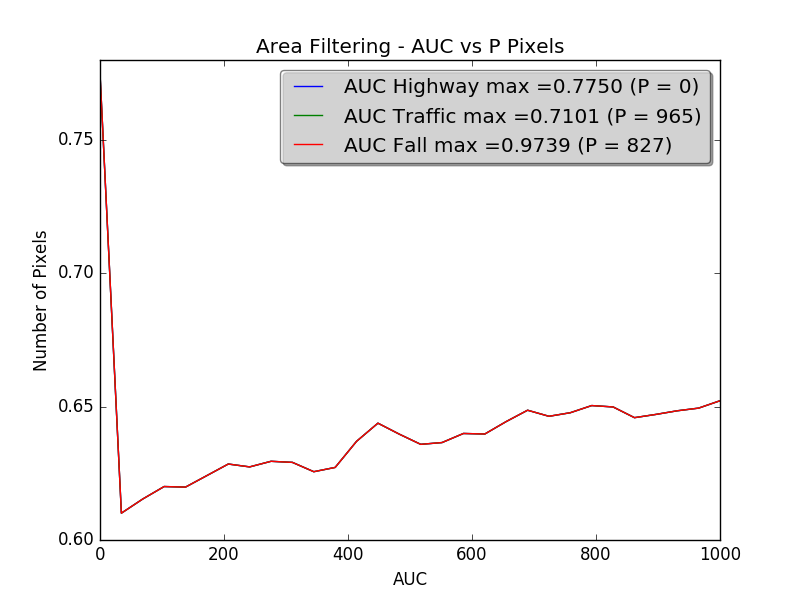 Area Filtering - AUC vs P Pixels
AUC Highway max =0.7750 (P = 0)
AUC Traffic max =0.7101 (P = 965)
AUC Fall max =0.9739 (P = 827)
Number of Pixels
0.75
0.70
0.65
0.60
0 200 400 600 800 1000
AUC